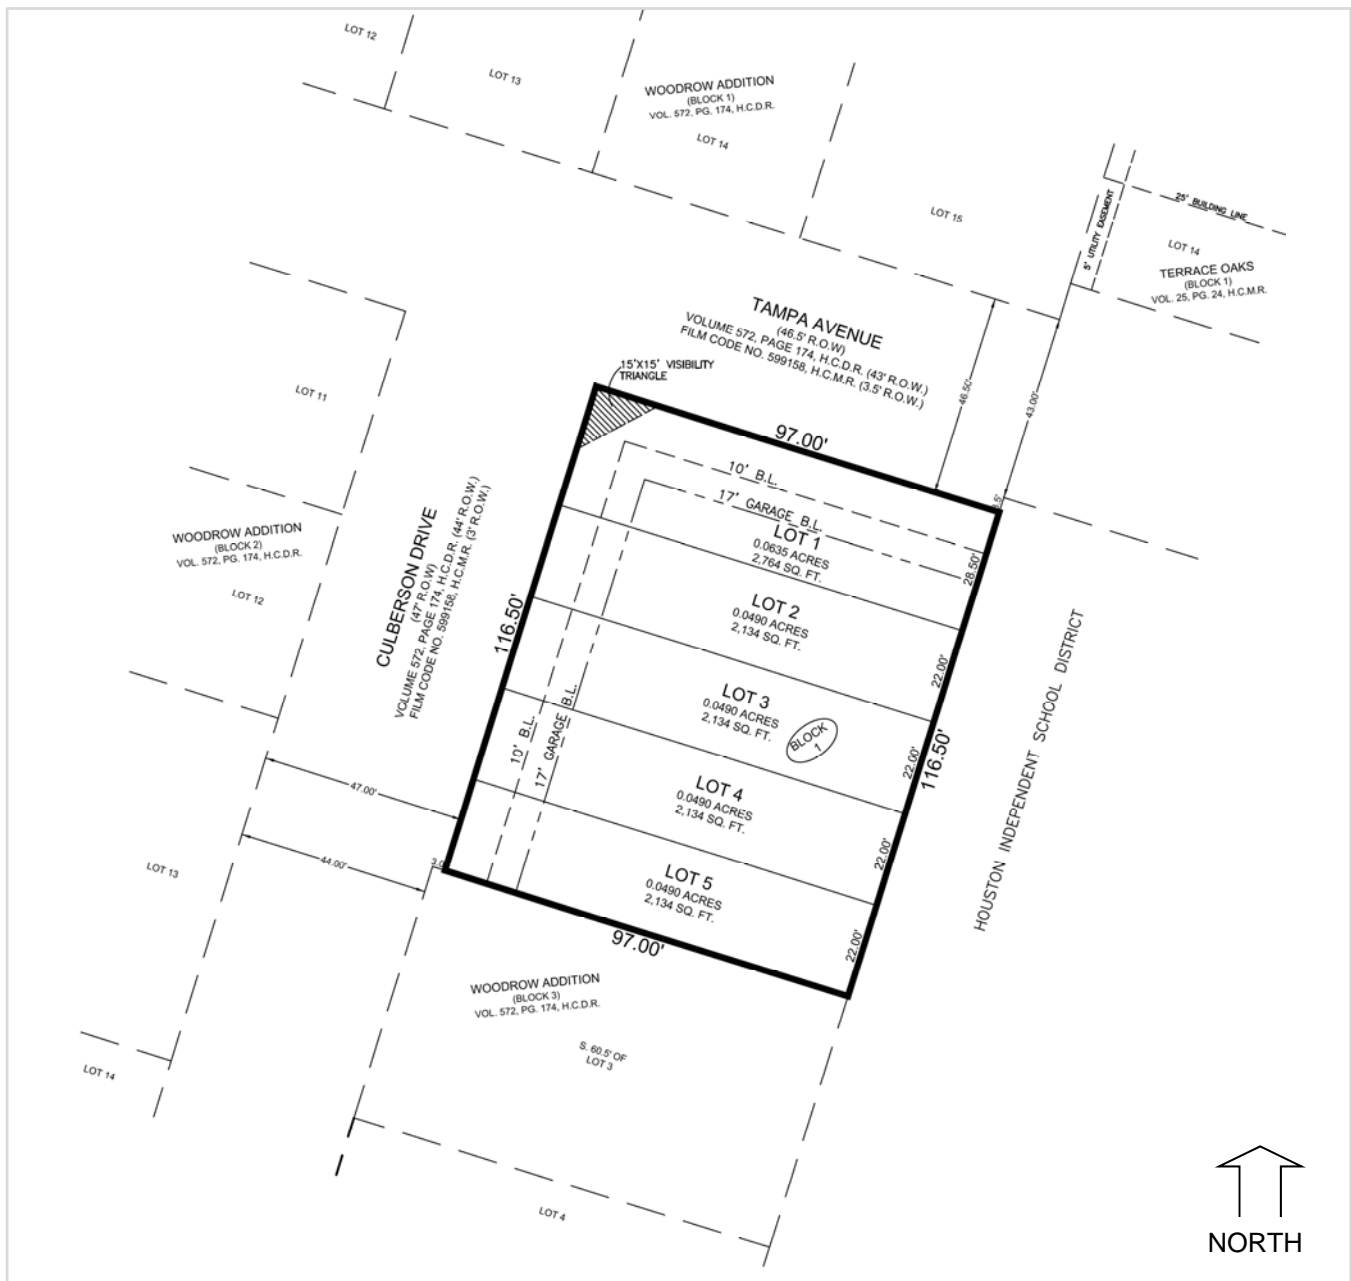 LOT 12
LOT 13
WOODROW ADDITION
(BLOCK 1)
VOL. 572, PG. 174, H.C.D.R.
LOT 14
LOT 15
25' BUILDING LINE
5' UTILITY EASEMENT
LOT 14
TERRACE OAKS
(BLOCK 1)
VOL. 25, PG. 24, H.C.M.R.
TAMPA AVENUE
(46.5' R.O.W)
VOLUME 572, PAGE 174, H.C.D.R. (43' R.O.W.)
FILM CODE NO. 599158, H.C.M.R. (3.5' R.O.W.)
15'X15' VISIBILITY
TRIANGLE
46.50'
43.00'
LOT 11
97.00'
10' B.L.
17' GARAGE B.L.
LOT 1
0.0635 ACRES
2,764 SQ. FT.
28.50'
WOODROW ADDITION
(BLOCK 2)
VOL. 572, PG. 174, H.C.D.R.
LOT 12
CULBERSON DRIVE
(47' R.O.W)
VOLUME 572, PAGE 174, H.C.D.R. (44' R.O.W.)
FILM CODE NO. 599158, H.C.M.R. (3' R.O.W.)
116.50'
LOT 2
0.0490 ACRES
2,134 SQ. FT.
22.00'
LOT 3
0.0490 ACRES
2,134 SQ. FT.
BLOCK
1
22.00'
116.50'
HOUSTON INDEPENDENT SCHOOL DISTRICT
10' B.L.
17' GARAGE B.L.
LOT 4
0.0490 ACRES
2,134 SQ. FT.
22.00'
47.00'
44.00'
LOT 13
LOT 5
0.0490 ACRES
2,134 SQ. FT.
22.00'
97.00'
WOODROW ADDITION
(BLOCK 3)
VOL. 572, PG. 174, H.C.D.R.
S. 60.5' OF
LOT 3
LOT 14
LOT 4
NORTH